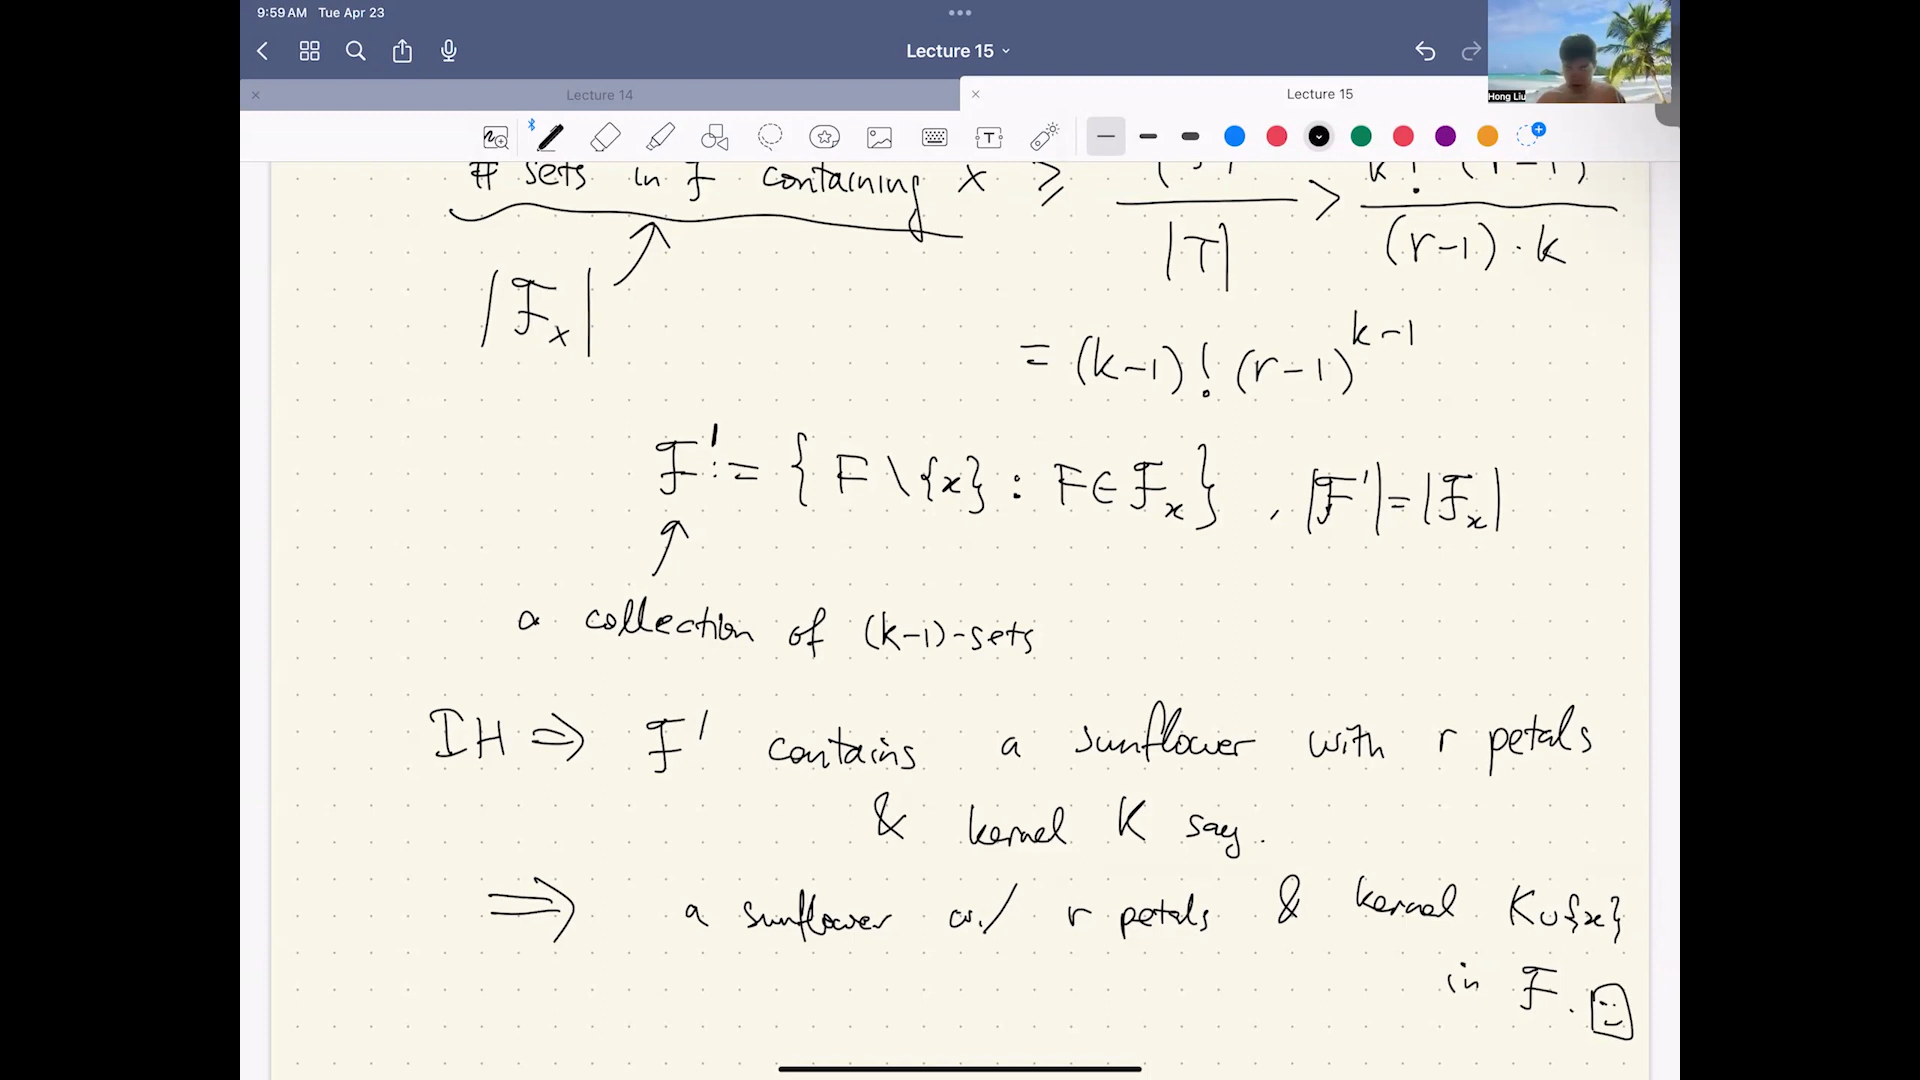 9:59 AM Tue Apr 23
Lecture 15
Hong Liu
Lecture 14
Lecture 15
# sets in F containing x ≥ / |T| > k! (r-1) / (r-1) · k
|F_x|
= (k-1)! (r-1)^{k-1}
F' := { F \ {x} : F ∈ F_x } , |F'| = |F_x|
a collection of (k-1)-sets
IH ⇒ F' contains a sunflower with r petals
& kernel K say.
⇒ a sunflower w/ r petals & kernel K∪{x}
in F.